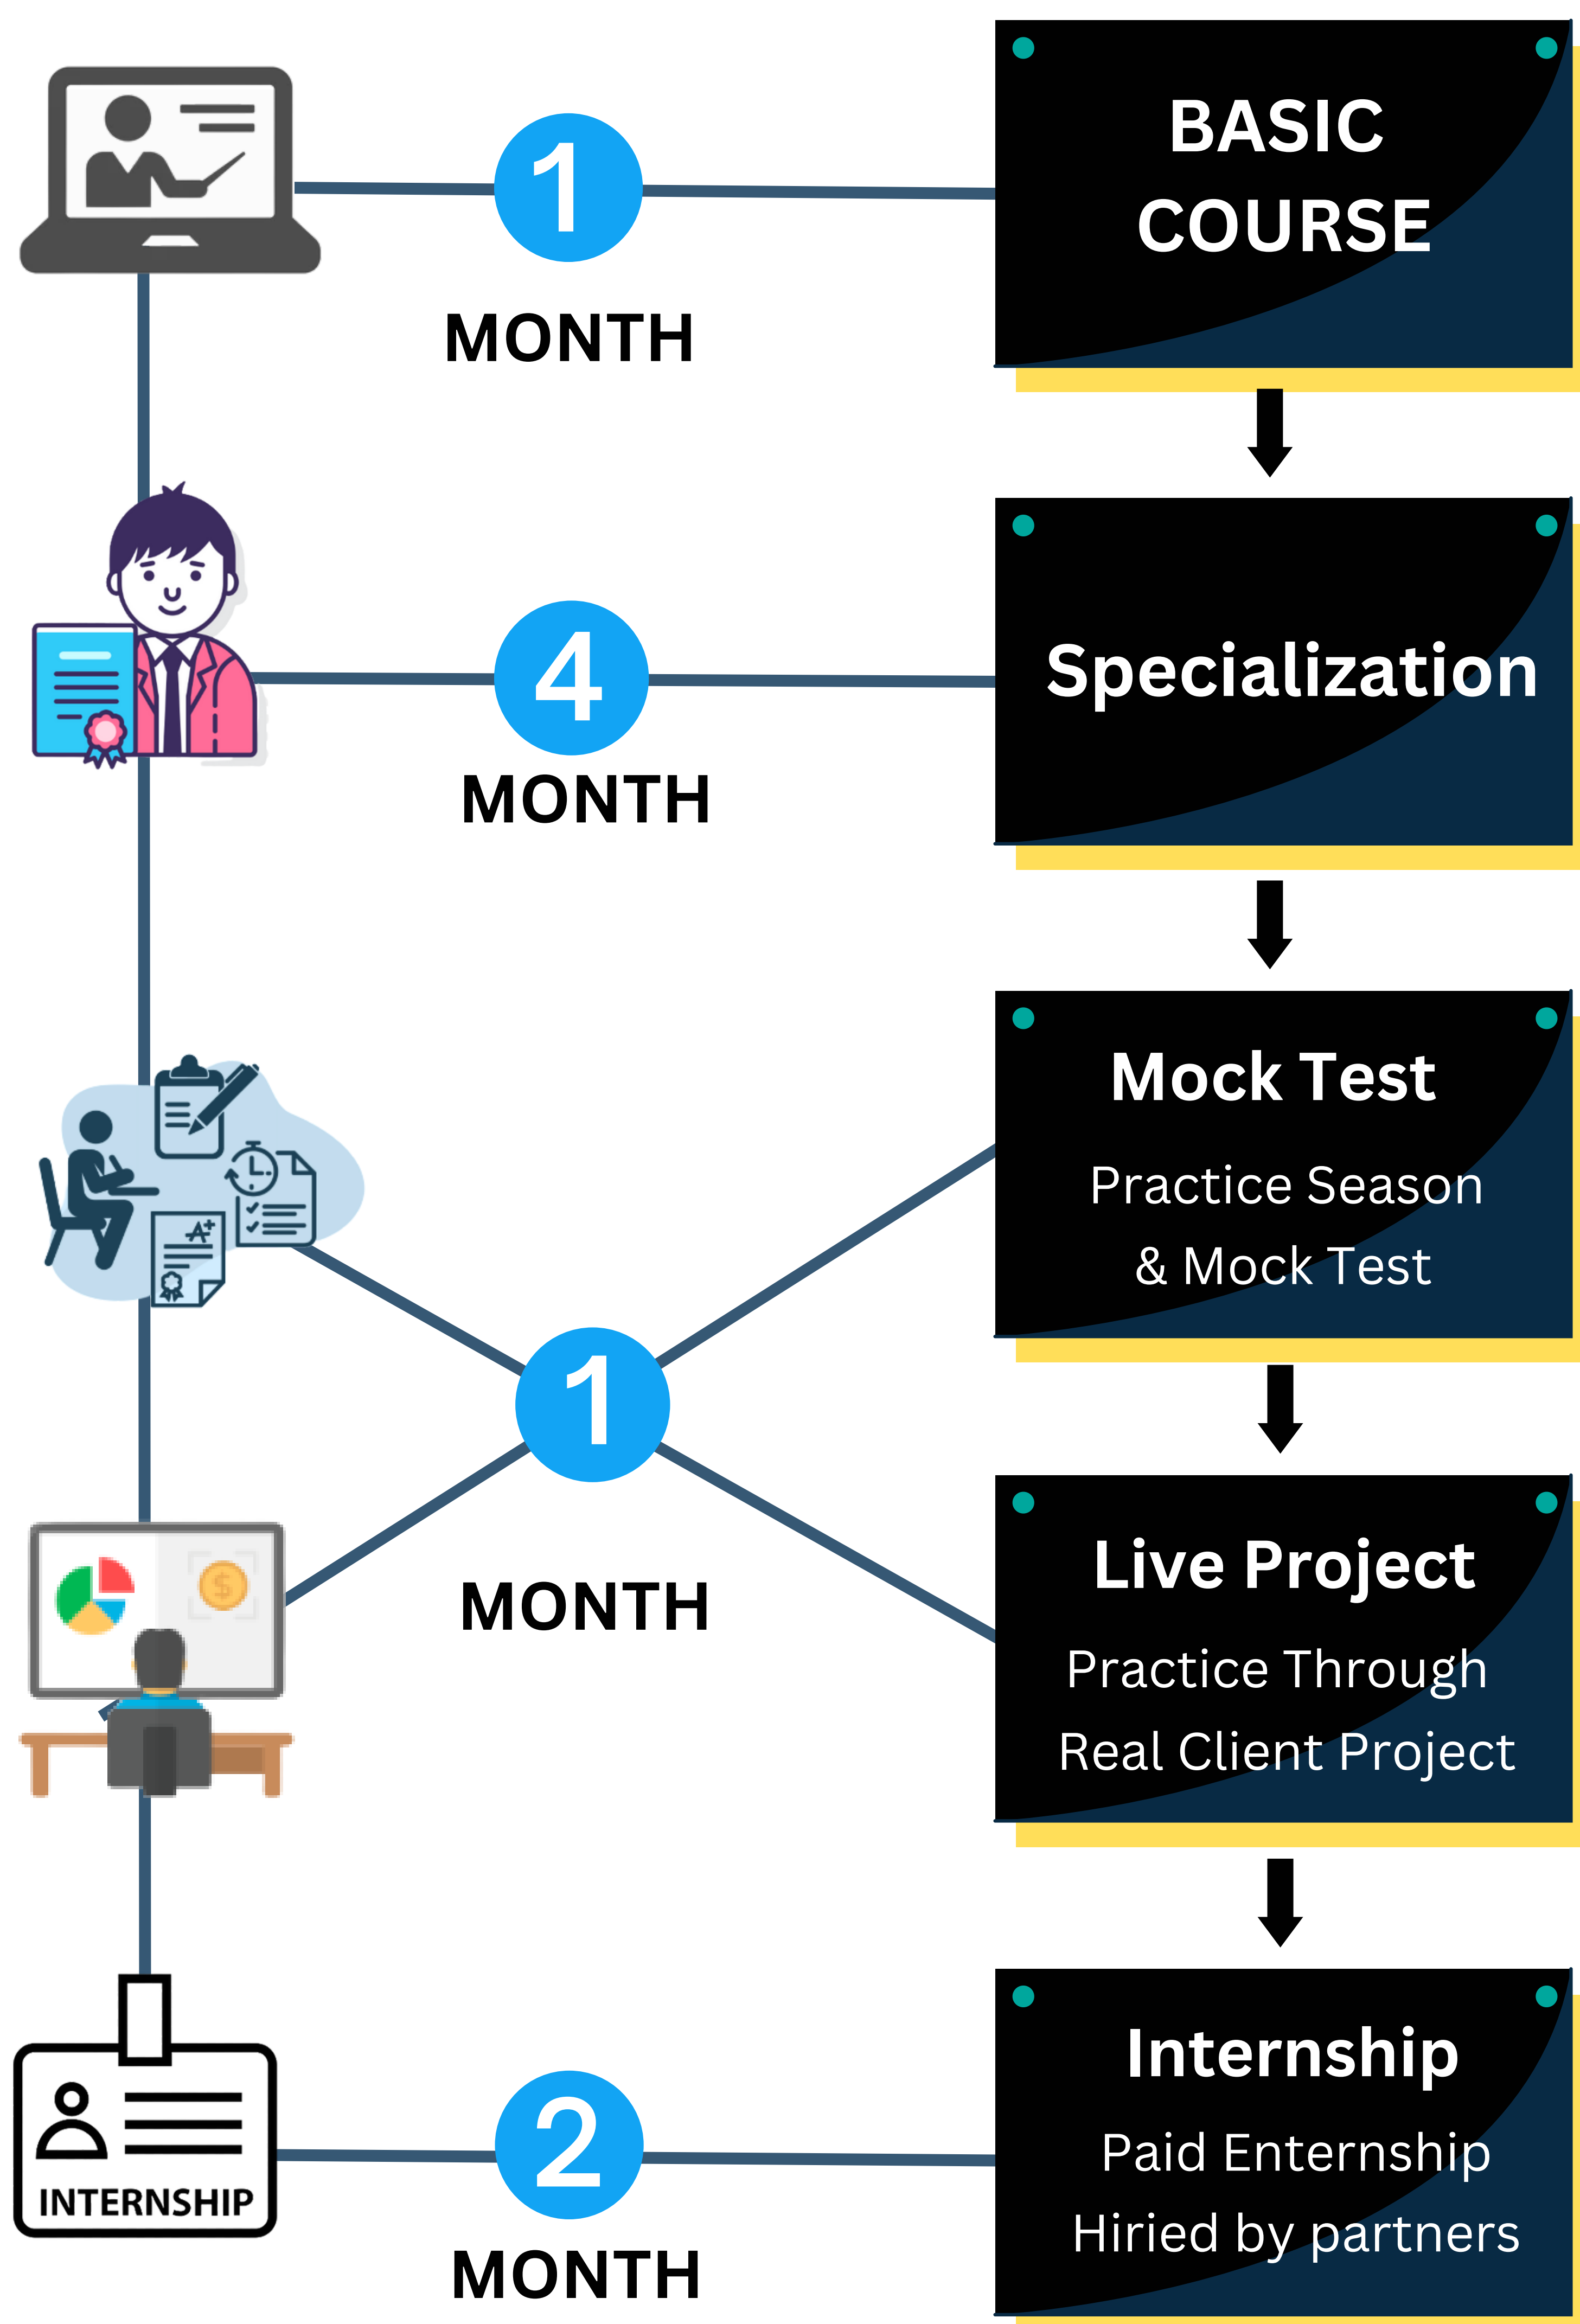 1
MONTH
BASIC
COURSE
4
MONTH
Specialization
Mock Test
Practice Season
& Mock Test
A+
1
MONTH
$
Live Project
Practice Through
Real Client Project
INTERNSHIP
2
MONTH
Internship
Paid Enternship
Hiried by partners